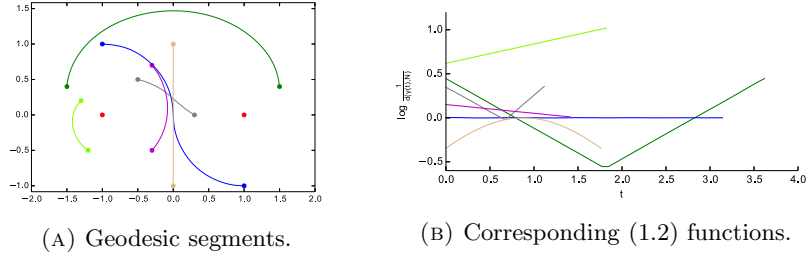 1.0
0.5
0.0
−0.5
−1.0
−2.0 −1.5 −1.0 −0.5 0.0 0.5 1.0 1.5 2.0
(A) Geodesic segments.
1.0
0.5
0.0
−0.5
log 1/d(γ(t),N)
0.0 0.5 1.0 1.5 2.0 2.5 3.0 3.5 4.0
t
(B) Corresponding (1.2) functions.